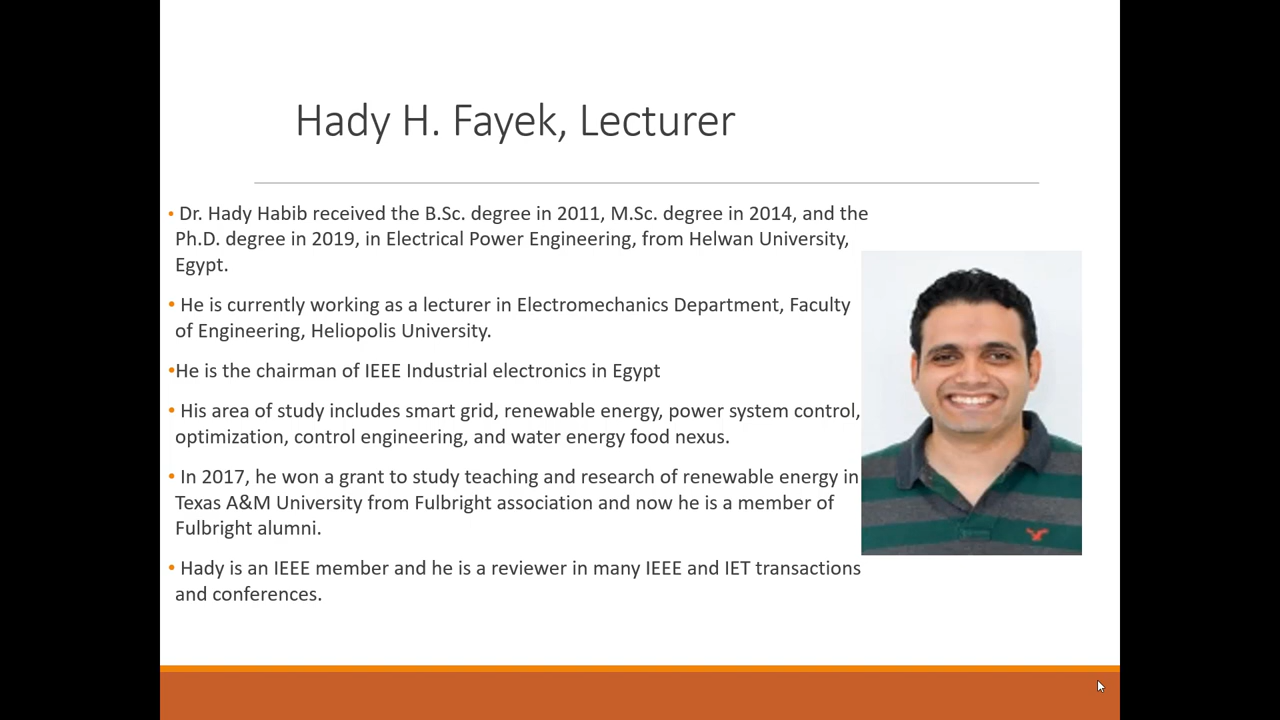 Hady H. Fayek, Lecturer
• Dr. Hady Habib received the B.Sc. degree in 2011, M.Sc. degree in 2014, and the
Ph.D. degree in 2019, in Electrical Power Engineering, from Helwan University,
Egypt.
• He is currently working as a lecturer in Electromechanics Department, Faculty
of Engineering, Heliopolis University.
•He is the chairman of IEEE Industrial electronics in Egypt
• His area of study includes smart grid, renewable energy, power system control,
optimization, control engineering, and water energy food nexus.
• In 2017, he won a grant to study teaching and research of renewable energy in
Texas A&M University from Fulbright association and now he is a member of
Fulbright alumni.
• Hady is an IEEE member and he is a reviewer in many IEEE and IET transactions
and conferences.